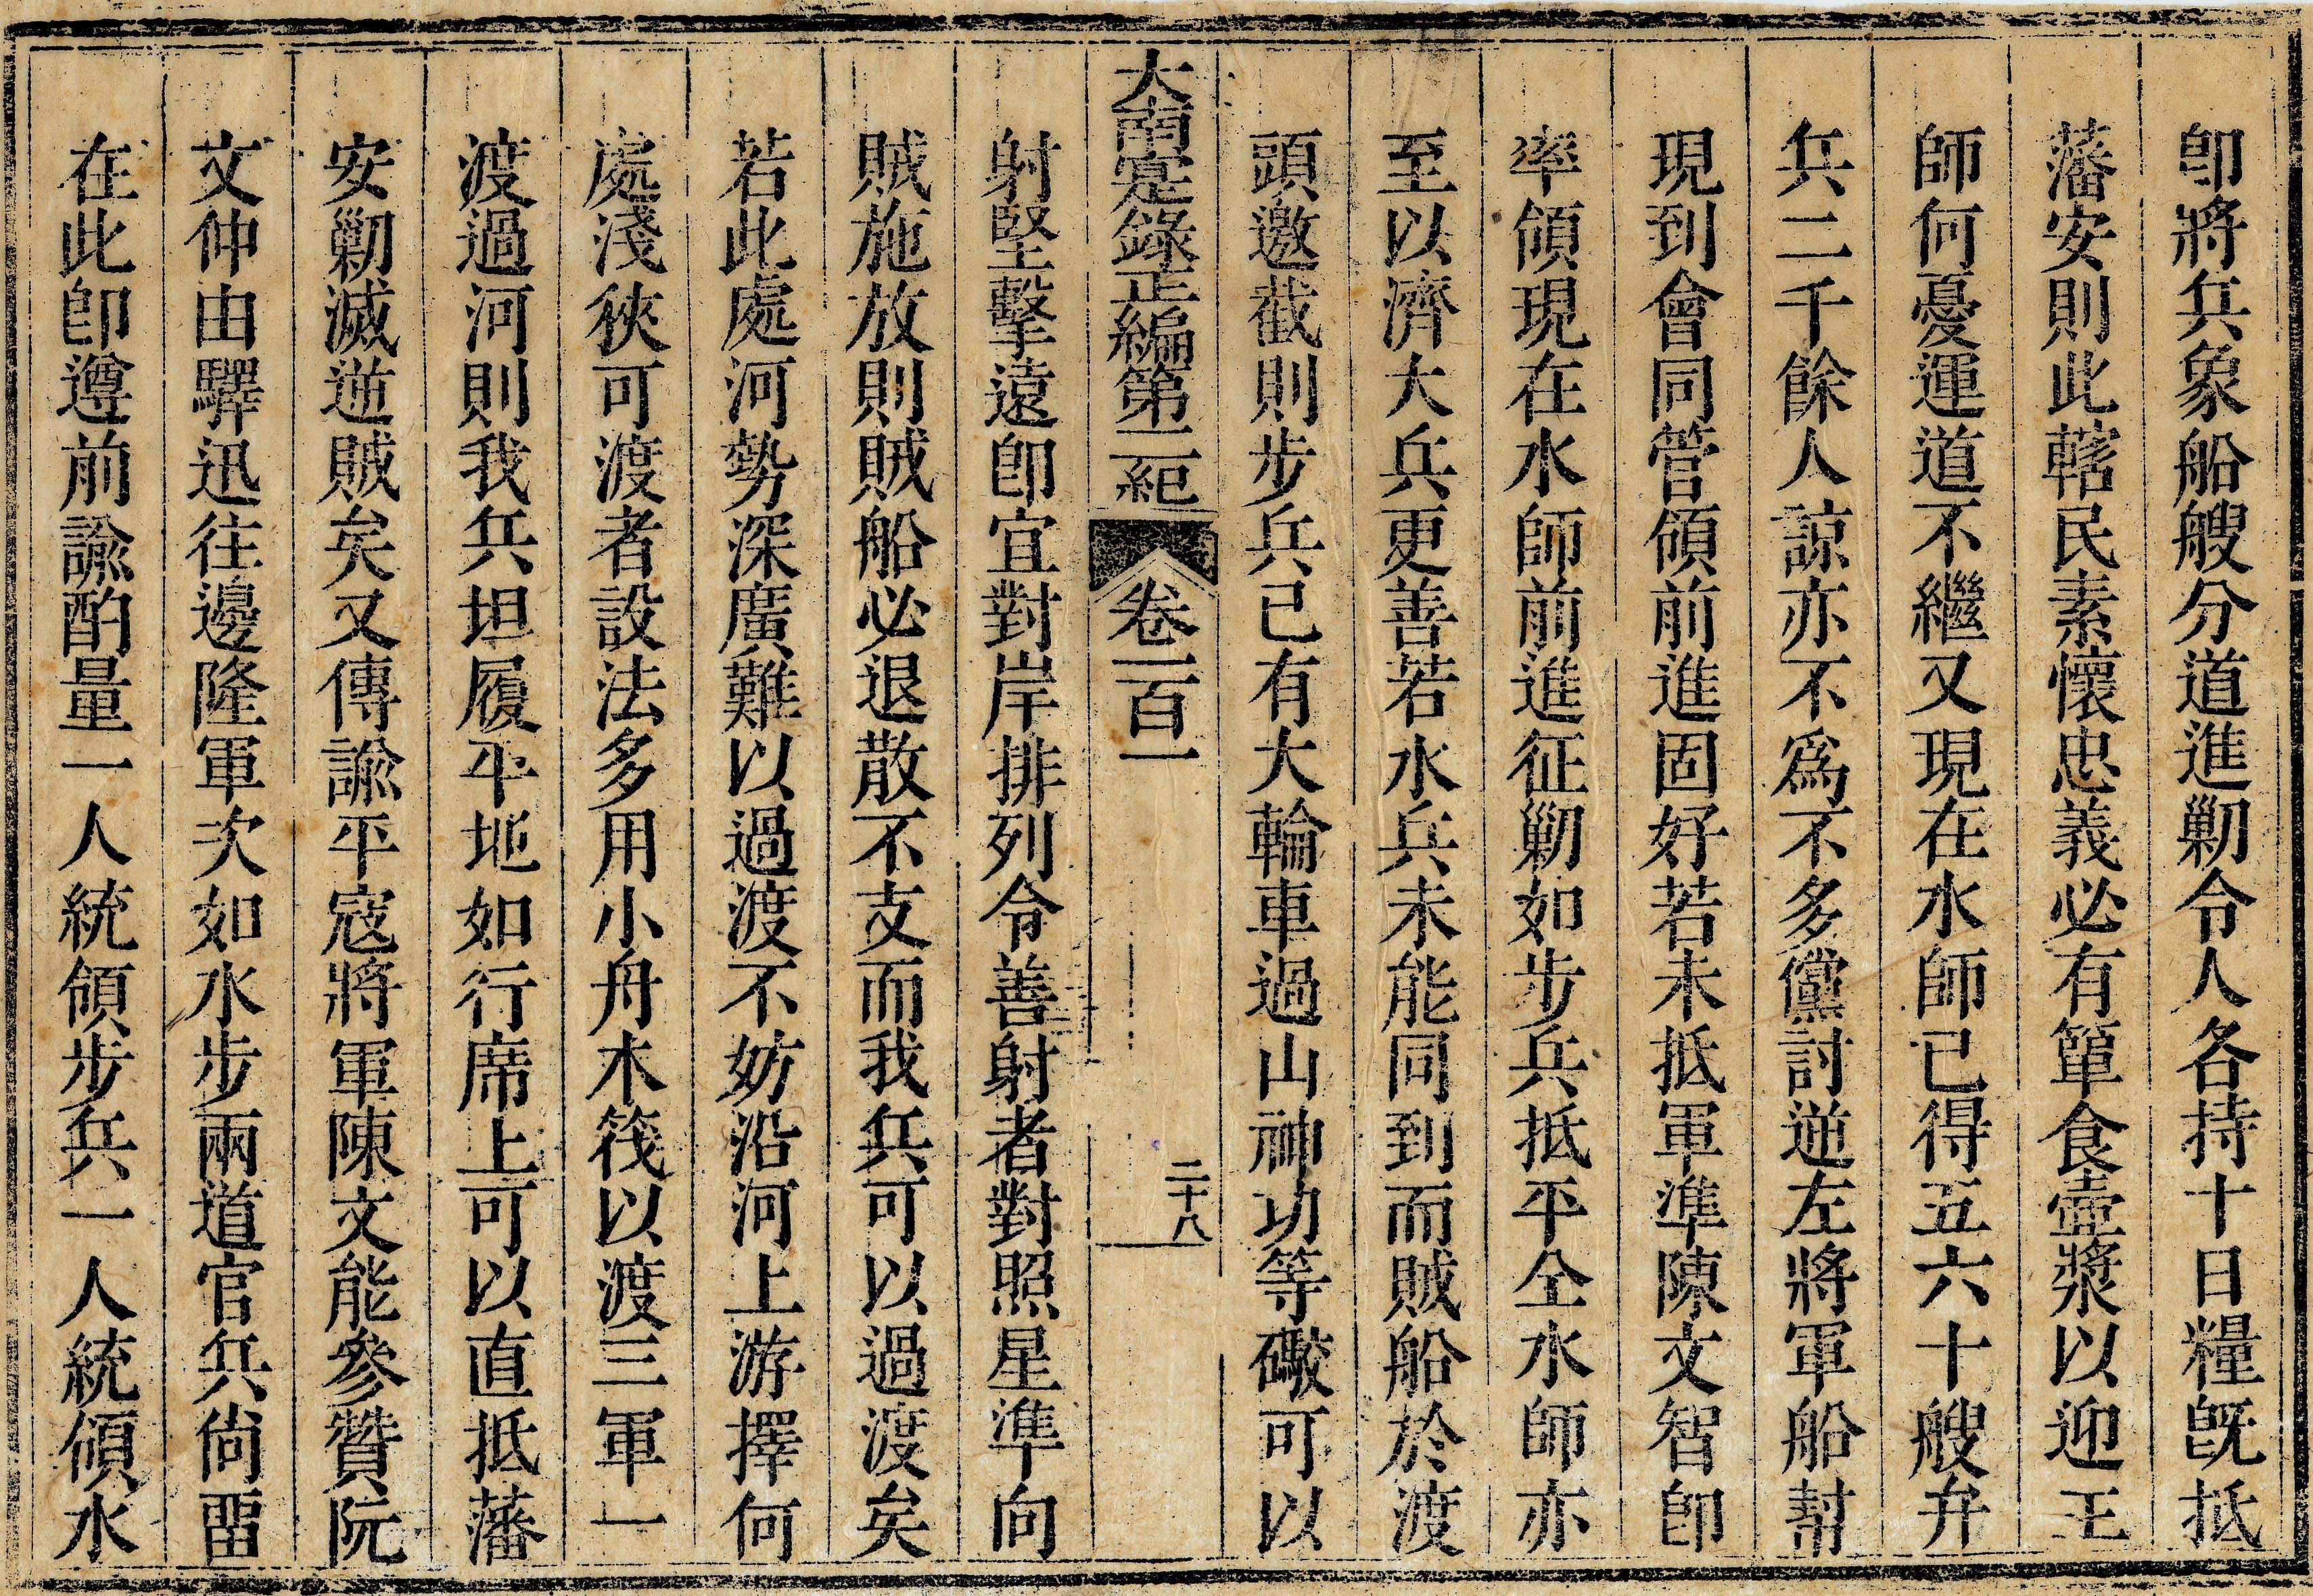 即將兵象船艘分道進勦令人各持十日糧旣抵
藩安則此轄民素懷忠義必有簞食壺漿以迎王
師何憂運道不繼又現在水師已得五六十艘弁
兵二千餘人諒亦不爲不多儻討逆左將軍船幇
現到會同管領前進固好若未抵軍準陳文智卽
率領現在水師前進征勦如步兵抵平仝水師亦
至以濟大兵更善若水兵未能同到而賊船於渡
頭邀截則步兵已有大輪車過山神功等礮可以
大南寔錄正編第二紀 卷一百一 二十八
射堅擊遠卽宜對岸排列令善射者對照星準向
賊施放則賊船必退散不支而我兵可以過渡矣
若此處河勢深廣難以過渡不妨沿河上游擇何
處淺狹可渡者設法多用小舟木筏以渡三軍一
渡過河則我兵坦履平地如行席上可以直抵藩
安勦滅逆賊矣又傳諭平寇將軍陳文能參贊阮
文仲由驛迅往邊隆軍次如水步兩道官兵尙畱
在此卽遵前諭酌量一人統領步兵一人統領水